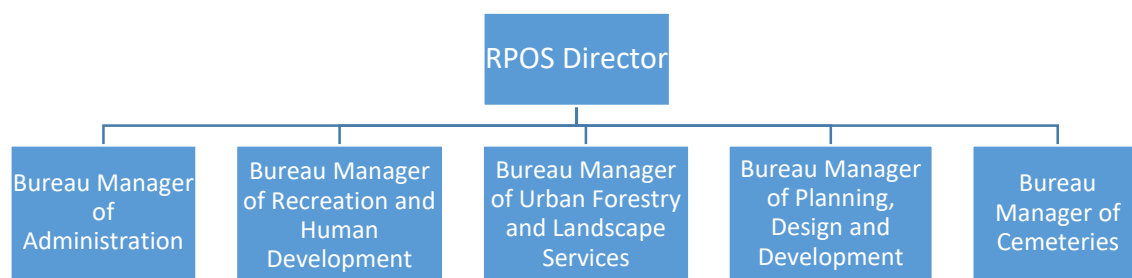 RPOS Director
Bureau Manager
of
Administration
Bureau Manager
of Recreation and
Human
Development
Bureau Manager
of Urban Forestry
and Landscape
Services
Bureau Manager
of Planning,
Design and
Development
Bureau
Manager of
Cemeteries